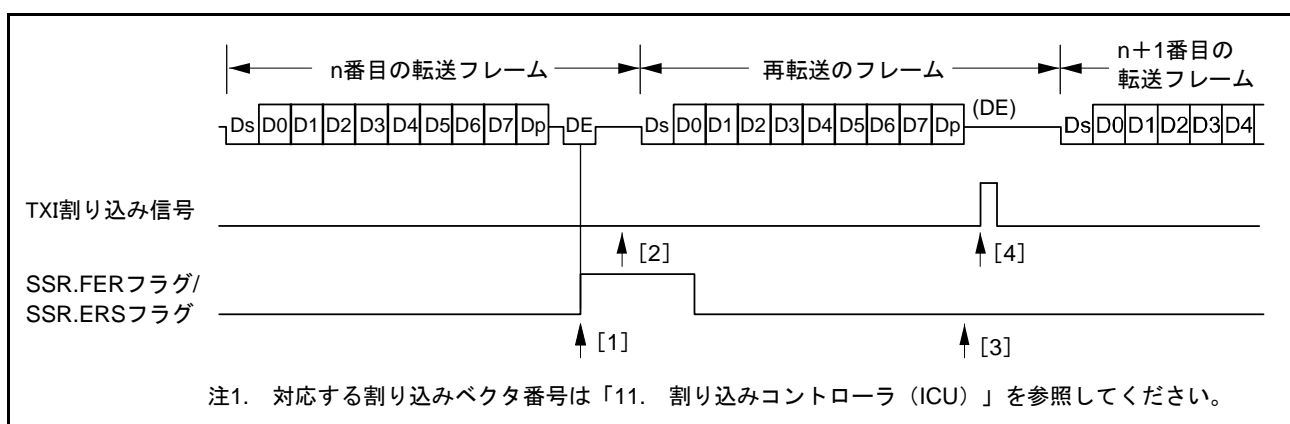 n番目の転送フレーム
再転送のフレーム
n+1番目の
転送フレーム
Ds D0 D1 D2 D3 D4 D5 D6 D7 Dp DE Ds D0 D1 D2 D3 D4 D5 D6 D7 Dp (DE) Ds D0 D1 D2 D3 D4
TXI割り込み信号
[2] [4]
SSR.FERフラグ/
SSR.ERSフラグ
[1] [3]
注1. 対応する割り込みベクタ番号は「11. 割り込みコントローラ（ICU）」を参照してください。